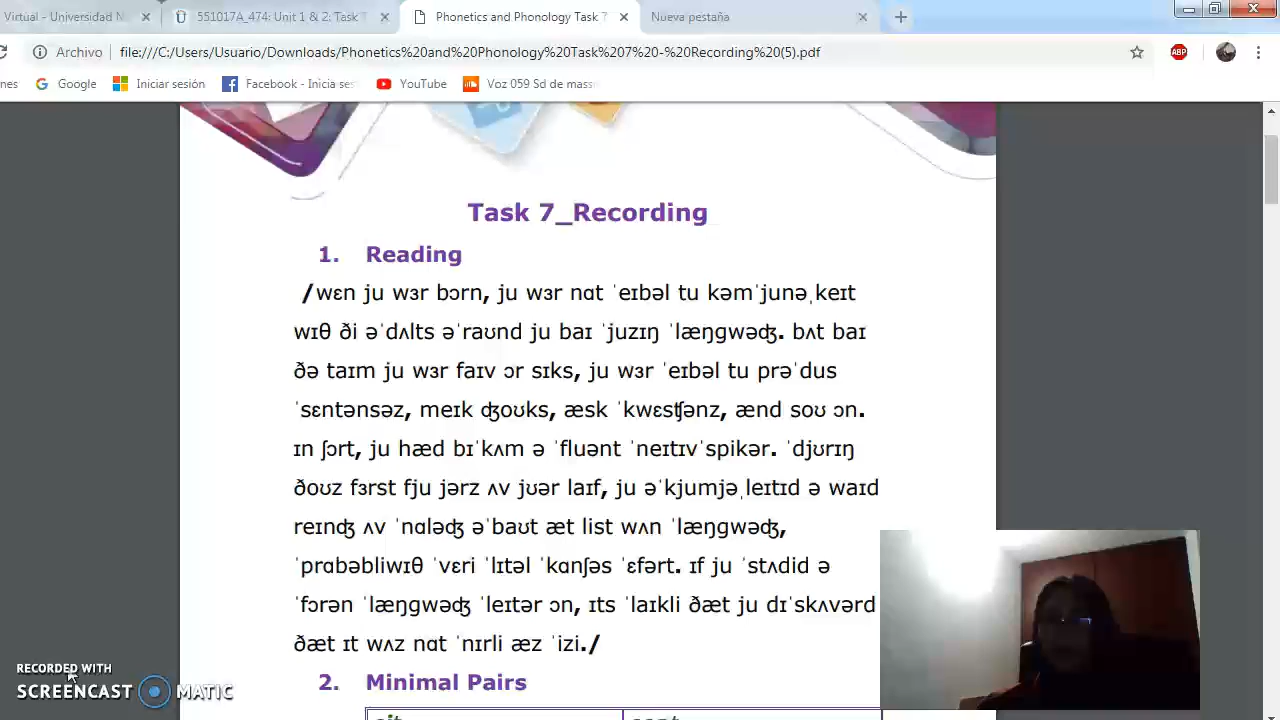 Virtual - Universidad N
551017A_474: Unit 1 & 2: Task 7
Phonetics and Phonology Task 7
Nueva pestaña
Archivo
file:///C:/Users/Usuario/Downloads/Phonetics%20and%20Phonology%20Task%207%20-%20Recording%20(5).pdf
ABP
nes
Google
Iniciar sesión
Facebook - Inicia ses
YouTube
Voz 059 Sd de mas
Task 7_Recording
1. Reading
/wɛn ju wɜr bɔrn, ju wɜr nɑt ˈeɪbəl tu kəmˈjunəˌkeɪt
wɪθ ði əˈdʌlts əˈraʊnd ju baɪ ˈjuzɪŋ ˈlæŋgwəʤ. bʌt baɪ
ðə taɪm ju wɜr faɪv ɔr sɪks, ju wɜr ˈeɪbəl tu prəˈdus
ˈsɛntənsəz, meɪk ʤoʊks, æsk ˈkwɛsʧənz, ænd soʊ ɔn.
ɪn ʃɔrt, ju hæd bɪˈkʌm ə ˈfluənt ˈneɪtɪvˈspikər. ˈdjʊrɪŋ
ðoʊz fɜrst fju jərz ʌv jʊər laɪf, ju əˈkjumjəˌleɪtɪd ə waɪd
reɪnʤ ʌv ˈnɑləʤ əˈbaʊt æt list wʌn ˈlæŋgwəʤ,
ˈprɑbəbliwɪθ ˈvɛri ˈlɪtəl ˈkɑnʃəs ˈɛfərt. ɪf ju ˈstʌdid ə
ˈfɔrən ˈlæŋgwəʤ ˈleɪtər ɔn, ɪts ˈlaɪkli ðæt ju dɪˈskʌvərd
ðæt ɪt wʌz nɑt ˈnɪrli æz ˈizi./
2. Minimal Pairs
RECORDED WITH
SCREENCAST MATIC